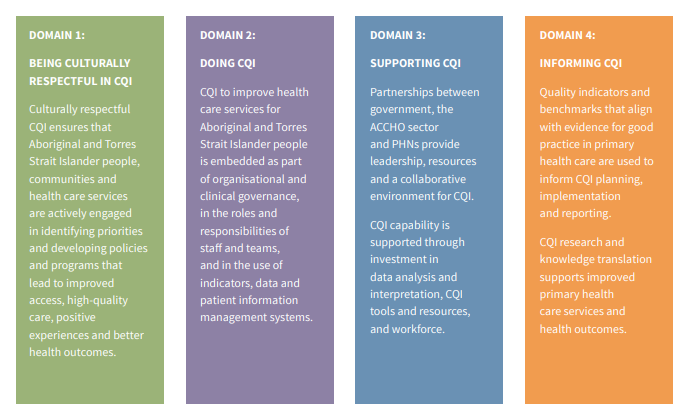 DOMAIN 1:
BEING CULTURALLY
RESPECTFUL IN CQI
Culturally respectful
CQI ensures that
Aboriginal and Torres
Strait Islander people,
communities and
health care services
are actively engaged
in identifying priorities
and developing policies
and programs that
lead to improved
access, high-quality
care, positive
experiences and better
health outcomes.
DOMAIN 2:
DOING CQI
CQI to improve health
care services for
Aboriginal and Torres
Strait Islander people
is embedded as part
of organisational and
clinical governance,
in the roles and
responsibilities of
staff and teams,
and in the use of
indicators, data and
patient information
management systems.
DOMAIN 3:
SUPPORTING CQI
Partnerships between
government, the
ACCHO sector
and PHNs provide
leadership, resources
and a collaborative
environment for CQI.
CQI capability is
supported through
investment in
data analysis and
interpretation, CQI
tools and resources,
and workforce.
DOMAIN 4:
INFORMING CQI
Quality indicators and
benchmarks that align
with evidence for good
practice in primary
health care are used to
inform CQI planning,
implementation
and reporting.
CQI research and
knowledge translation
supports improved
primary health
care services and
health outcomes.